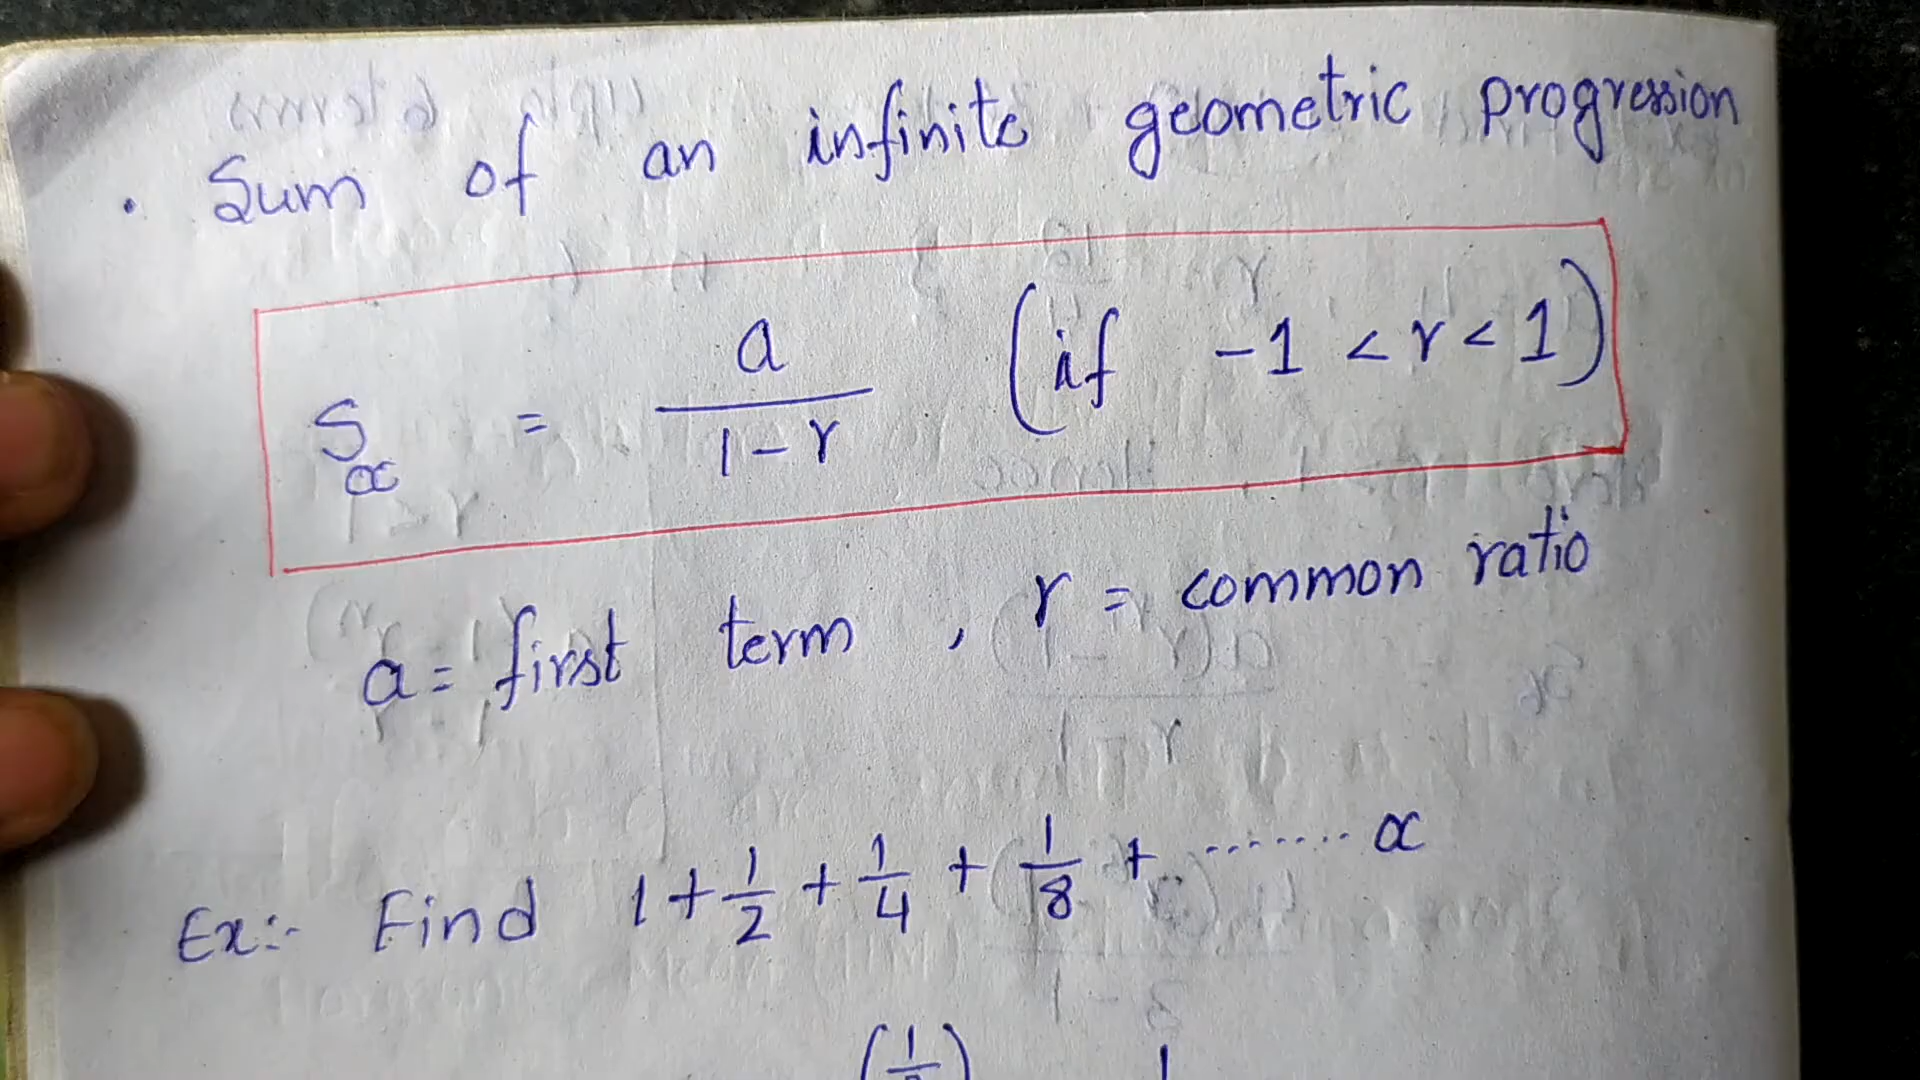 . Sum of an infinite geometric progression
S∝ = a/(1-r) (if -1 < r < 1)
a = first term, r = common ratio
Ex:- Find 1 + 1/2 + 1/4 + 1/8 + ........ ∝